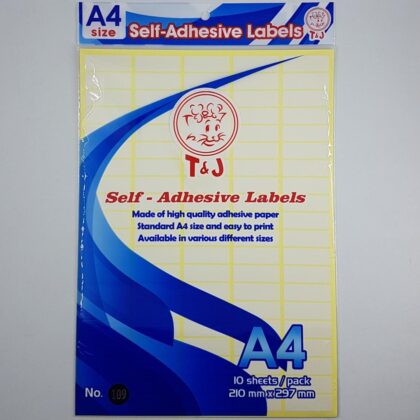 A4 size
Self-Adhesive Labels
T&J
T&J
Self - Adhesive Labels
Made of high quality adhesive paper
Standard A4 size and easy to print
Available in various different sizes
A4
10 sheets / pack
210 mm x 297 mm
No. 109